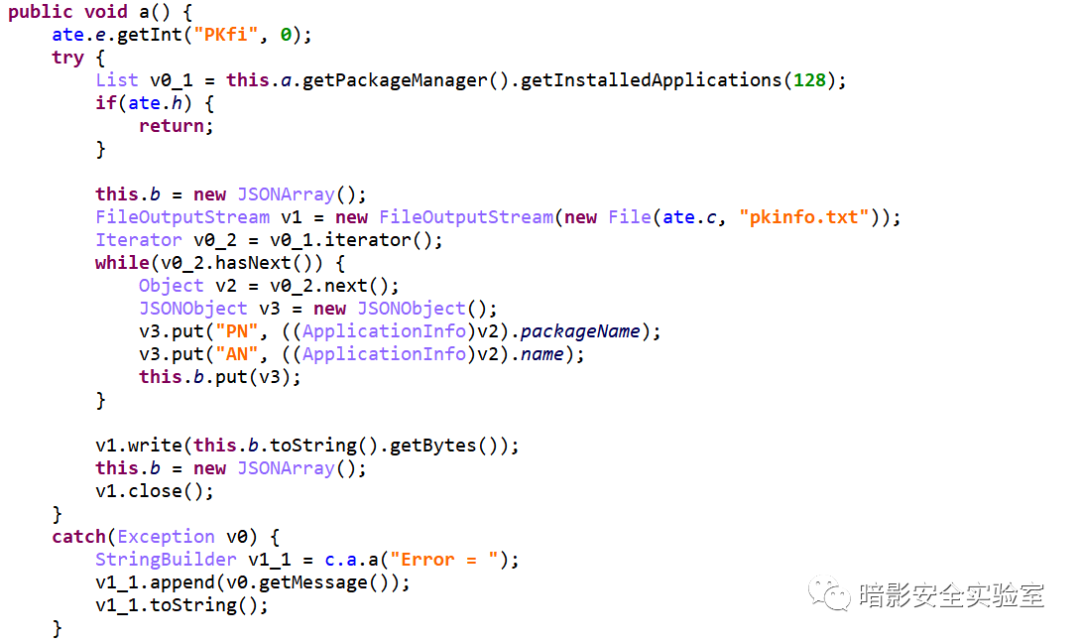 public void a() {
    ate.e.getInt("PKfi", 0);
    try {
        List v0_1 = this.a.getPackageManager().getInstalledApplications(128);
        if(ate.h) {
            return;
        }

        this.b = new JSONArray();
        FileOutputStream v1 = new FileOutputStream(new File(ate.c, "pkinfo.txt"));
        Iterator v0_2 = v0_1.iterator();
        while(v0_2.hasNext()) {
            Object v2 = v0_2.next();
            JSONObject v3 = new JSONObject();
            v3.put("PN", ((ApplicationInfo)v2).packageName);
            v3.put("AN", ((ApplicationInfo)v2).name);
            this.b.put(v3);
        }

        v1.write(this.b.toString().getBytes());
        this.b = new JSONArray();
        v1.close();
    }
    catch(Exception v0) {
        StringBuilder v1_1 = c.a.a("Error = ");
        v1_1.append(v0.getMessage());
        v1_1.toString();
    }
暗影安全实验室